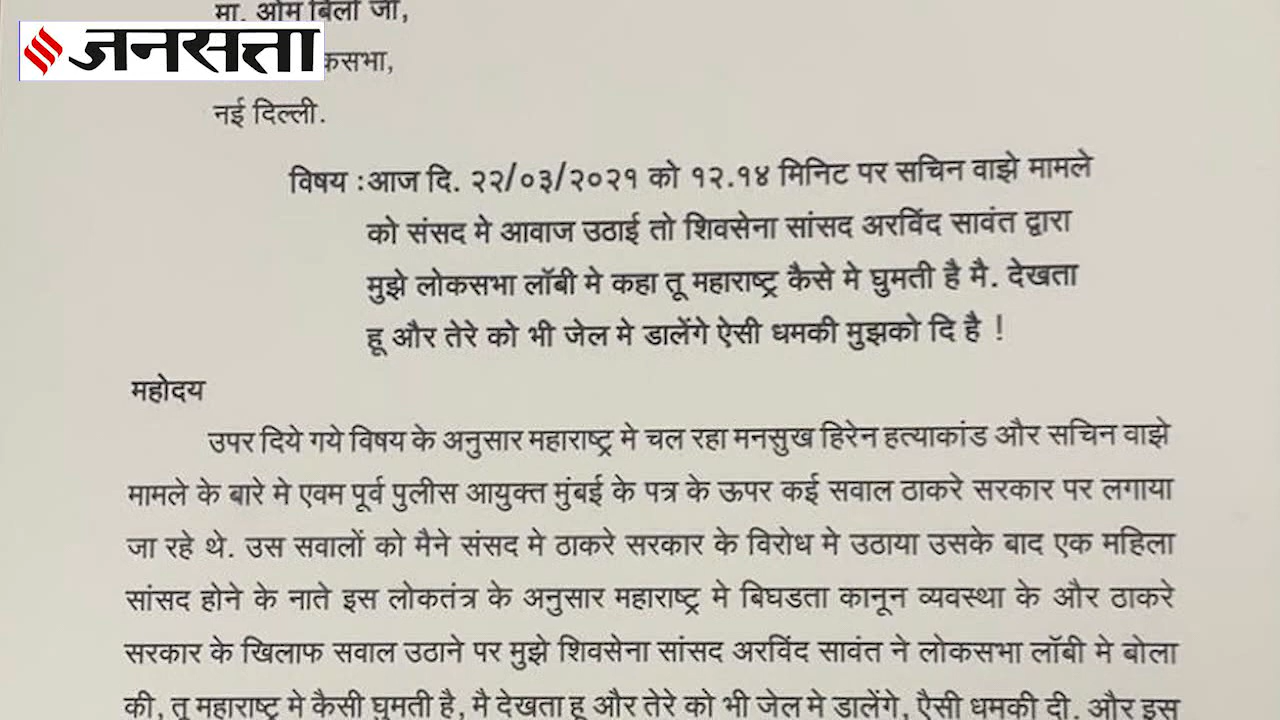 मा. ओम बिर्ला जी,
जनसत्ता
कसभा,
नई दिल्ली.
विषय :आज दि. २२/०३/२०२१ को १२.१४ मिनिट पर सचिन वाझे मामले
को संसद मे आवाज उठाई तो शिवसेना सांसद अरविंद सावंत द्वारा
मुझे लोकसभा लॉबी मे कहा तू महाराष्ट्र कैसे मे घुमती है मै. देखता
हू और तेरे को भी जेल मे डालेंगे ऐसी धमकी मुझको दि है !
महोदय
उपर दिये गये विषय के अनुसार महाराष्ट्र मे चल रहा मनसुख हिरेन हत्याकांड और सचिन वाझे
मामले के बारे मे एवम पूर्व पुलीस आयुक्त मुंबई के पत्र के ऊपर कई सवाल ठाकरे सरकार पर लगाया
जा रहे थे. उस सवालों को मैने संसद मे ठाकरे सरकार के विरोध मे उठाया उसके बाद एक महिला
सांसद होने के नाते इस लोकतंत्र के अनुसार महाराष्ट्र मे बिघडता कानून व्यवस्था के और ठाकरे
सरकार के खिलाफ सवाल उठाने पर मुझे शिवसेना सांसद अरविंद सावंत ने लोकसभा लॉबी मे बोला
की, तू महाराष्ट्र मे कैसी घुमती है, मै देखता हू और तेरे को भी जेल मे डालेंगे, ऐसी धमकी दी. और इस